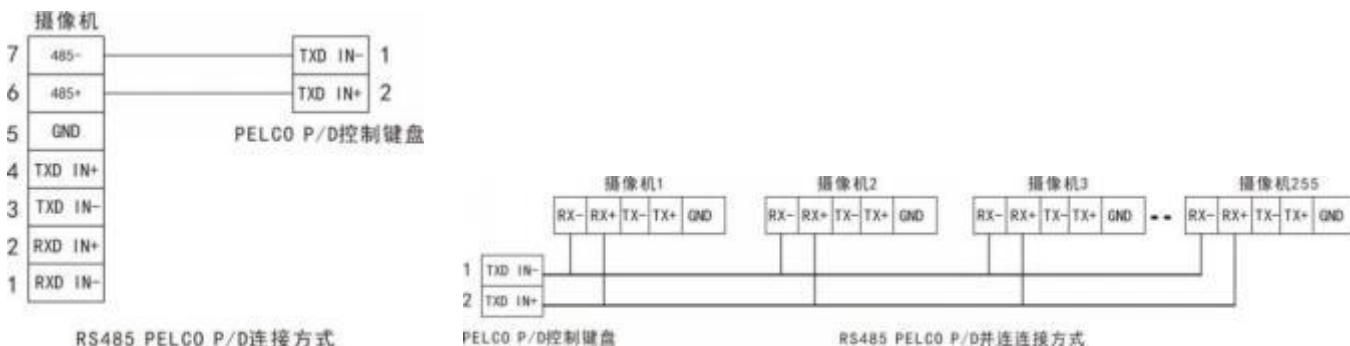 摄像机
7 485- TXD IN- 1
6 485+ TXD IN+ 2
5 GND PELCO P/D控制键盘
4 TXD IN+
3 TXD IN-
2 RXD IN+
1 RXD IN-
RS485 PELCO P/D连接方式
摄像机1 摄像机2 摄像机3 摄像机255
RX- RX+ TX- TX+ GND RX- RX+ TX- TX+ GND RX- RX+ TX- TX+ GND -- RX- RX+ TX- TX+ GND
1 TXD IN-
2 TXD IN+
PELCO P/D控制键盘 RS485 PELCO P/D并连连接方式